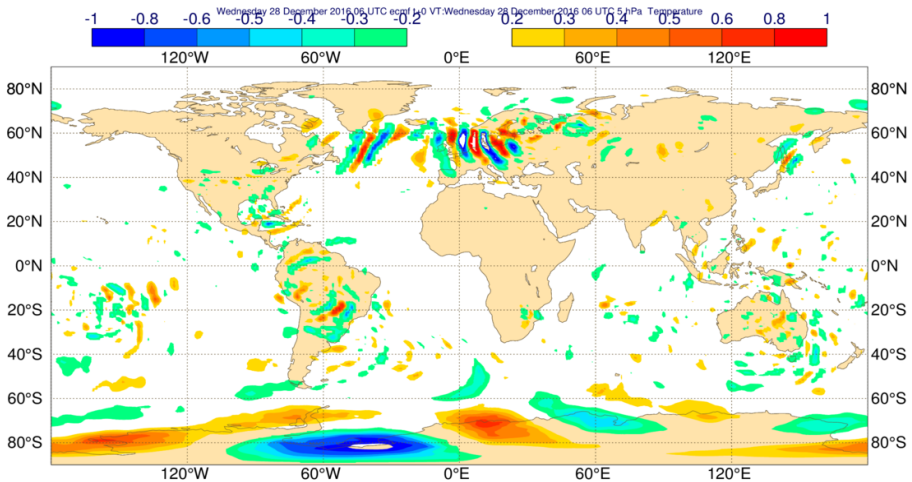 Wednesday 28 December 2016 06 UTC ecmf t+0 VT:Wednesday 28 December 2016 06 UTC 5 hPa Temperature
-1 -0.8 -0.6 -0.5 -0.4 -0.3 -0.2 0.2 0.3 0.4 0.5 0.6 0.8 1
120°W 60°W 0°E 60°E 120°E
80°N 80°N
60°N 60°N
40°N 40°N
20°N 20°N
0°N 0°N
20°S 20°S
40°S 40°S
60°S 60°S
80°S 80°S
120°W 60°W 0°E 60°E 120°E